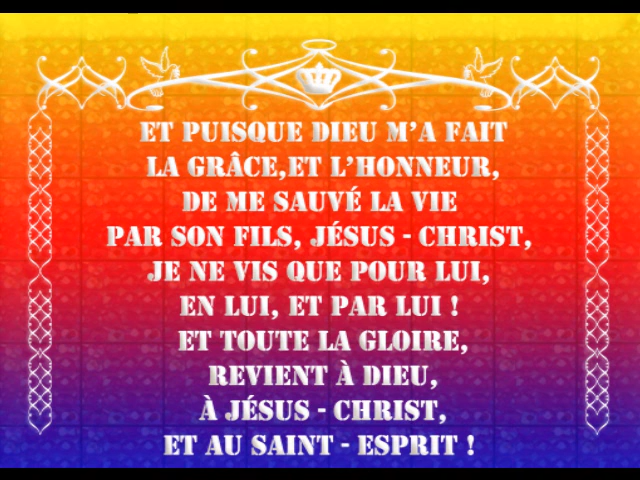 ET PUISQUE DIEU M'A FAIT
LA GRÂCE,ET L'HONNEUR,
DE ME SAUVÉ LA VIE
PAR SON FILS, JÉSUS - CHRIST,
JE NE VIS QUE POUR LUI,
EN LUI, ET PAR LUI !
ET TOUTE LA GLOIRE,
REVIENT À DIEU,
À JÉSUS - CHRIST,
ET AU SAINT - ESPRIT !